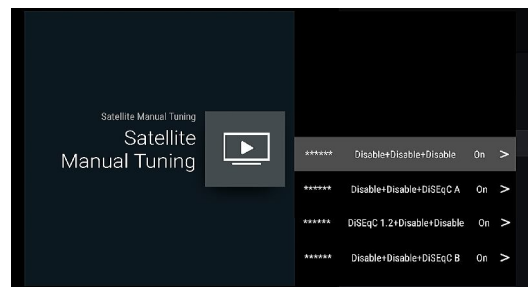 Satellite Manual Tuning
Satellite
Manual Tuning
****** Disable+Disable+Disable On >
****** Disable+Disable+DiSEqC A On >
****** DiSEqC 1.2+Disable+Disable On >
****** Disable+Disable+DiSEqC B On >